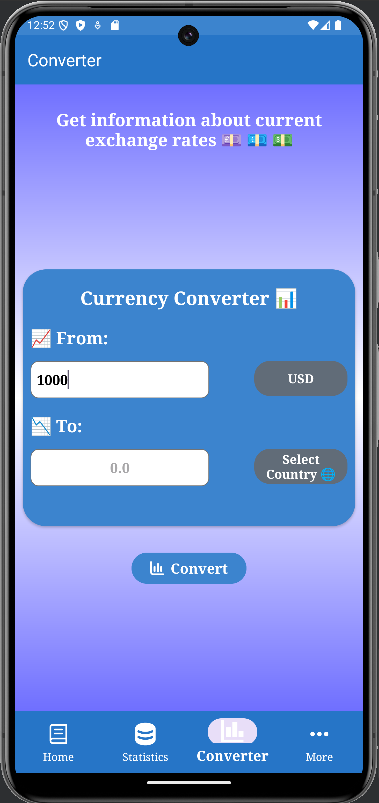 12:52
Converter
Get information about current
exchange rates 💷 💶 💵
Currency Converter 📊
📈 From:
1000
USD
📉 To:
0.0
Select
Country 🌐
Convert
Home
Statistics
Converter
More